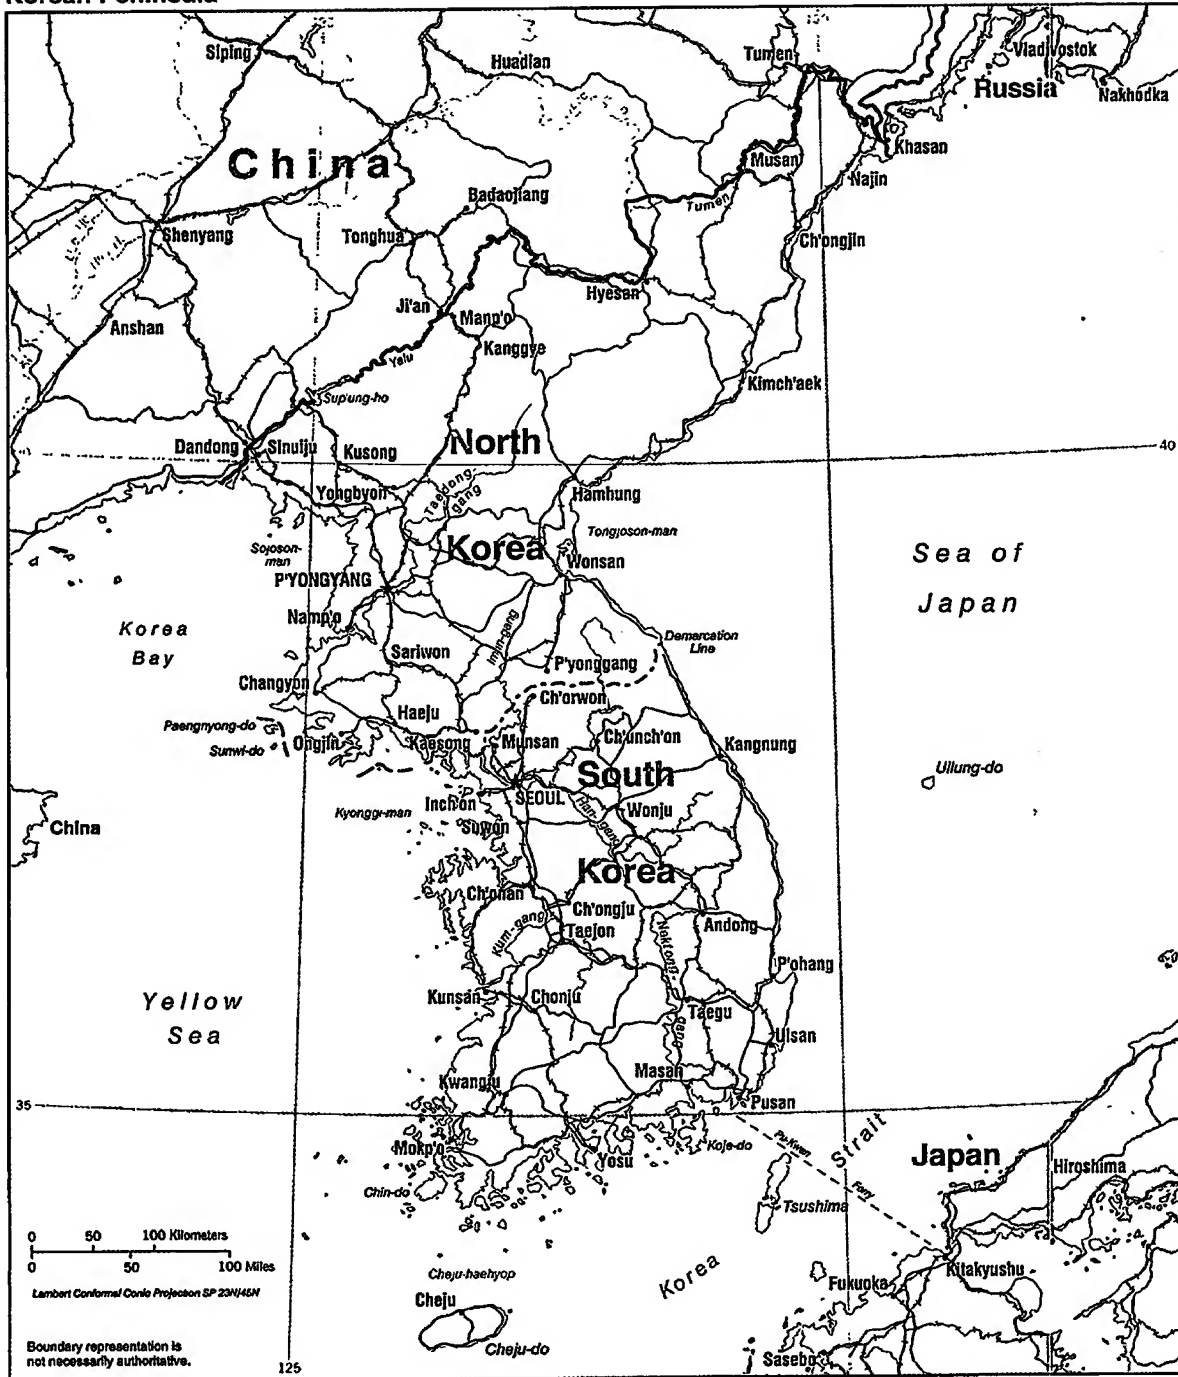 Korean Peninsula
Siping
Huadian
Tumen
Vladivostok
Russia
Nakhodka
China
Musan
Khasan
Najin
Badaojiang
Tumen
Shenyang
Tonghua
Ch'ongjin
Hyesan
Ji'an
Manp'o
Anshan
Kanggye
Yalu
Kimch'aek
Sup'ung-ho
Dandong
Sinuiju
Kusong
North
40
Yongbyon
Taedong-
gang
Hamhung
Sojoson-
man
Korea
Tongjoson-man
Wonsan
Sea of
Japan
P'YONGYANG
Namp'o
Korea
Bay
Imjin-gang
Demarcation
Line
Sariwon
P'yonggang
Changyon
Ch'orwon
Haeju
Paengnyong-do
Sunwi-do
Ongjin
Kaesong
Munsan
Ch'unch'on
Kangnung
South
Ullung-do
SEOUL
Inch'on
Han-gang
Wonju
Kyonggi-man
Suwon
China
Korea
Ch'onan
Ch'ongju
Kum-gang
Taejon
Naktong-
gang
Andong
P'ohang
Yellow
Sea
Kunsan
Chonju
Taegu
Ulsan
Masan
Kwangju
35
Pusan
Pu-Kwan
Ferry
Strait
Korea
Japan
Koje-do
Mokp'o
Yosu
Hiroshima
Chin-do
Tsushima
0 50 100 Kilometers
0 50 100 Miles
Lambert Conformal Conic Projection SP 23N/45N
Cheju-haehyop
Cheju
Cheju-do
Fukuoka
Kitakyushu
Sasebo
Boundary representation is
not necessarily authoritative.
125